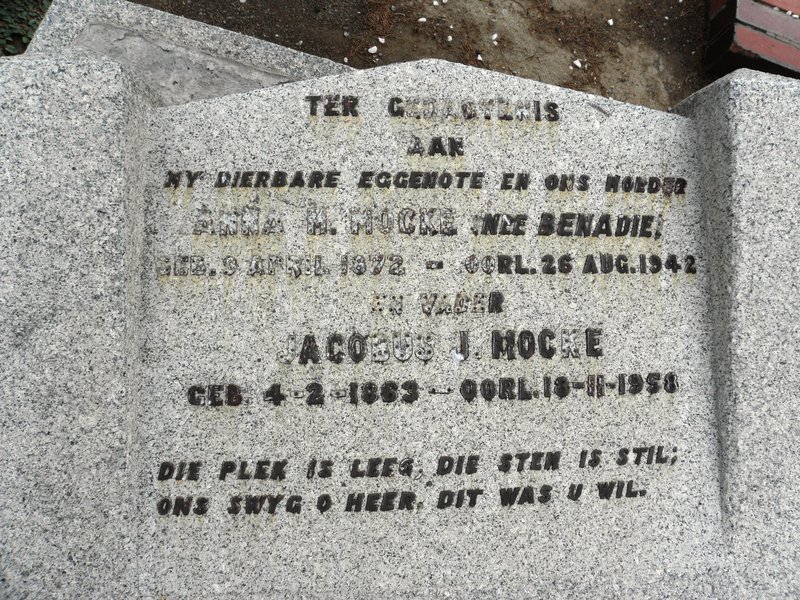 TER GEDAGTENIS
AAN
MY DIERBARE EGGENOTE EN ONS MOEDER
ANNA M. MOCKE (NEE BENADIE)
GEB. 9 APRIL 1872 - OORL. 26 AUG. 1942
EN VADER
JACOBUS J. MOCKE
GEB. 4-2-1863 - OORL. 18-11-1958
DIE PLEK IS LEEG, DIE STEM IS STIL;
ONS SWYG O HEER, DIT WAS U WIL.